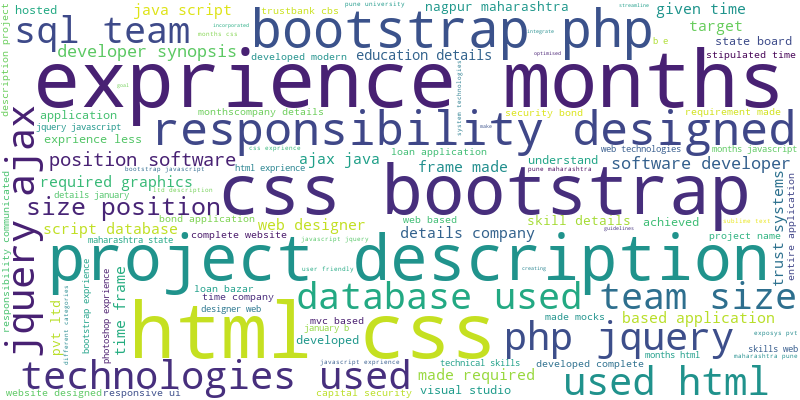 hosted
java script
trustbank cbs
pune university
nagpur maharashtra
streamline
given time
incorporated
months css
integrate
target
sql team
bootstrap php
description project
developer synopsis
developed modern
education details
optimised
b e
state board
stipulated time
goal
exprience months
system technologies
application
monthscompany details
security bond
requirement made
jquery javascript
exprience less
make
responsibility designed
css exprience
loan application
web technologies
months javascript
position software
ajax java
frame made
understand
software developer
bootstrap javascript
html exprience
pune maharashtra
required graphics
ltd description
details january
css bootstrap
jquery ajax
size position
bond application
web based
skill details
achieved
sublime text
script database
web designer
details company
guidelines
trust systems
entire application
maharashtra state
complete website
javascript jquery
project name
responsibility communicated
project description
user friendly
creating
loan bazar
time company
designer web
database used
team size
pvt ltd
different categories
bootstrap exprience
photoshop exprience
time frame
html css
mvc based
january b
developed
made mocks
based application
php jquery
exposys pvt
skills web
javascript exprience
technical skills
developed complete
months html
maharashtra pune
technologies used
made required
used html
website designed
responsive ui
capital security
visual studio